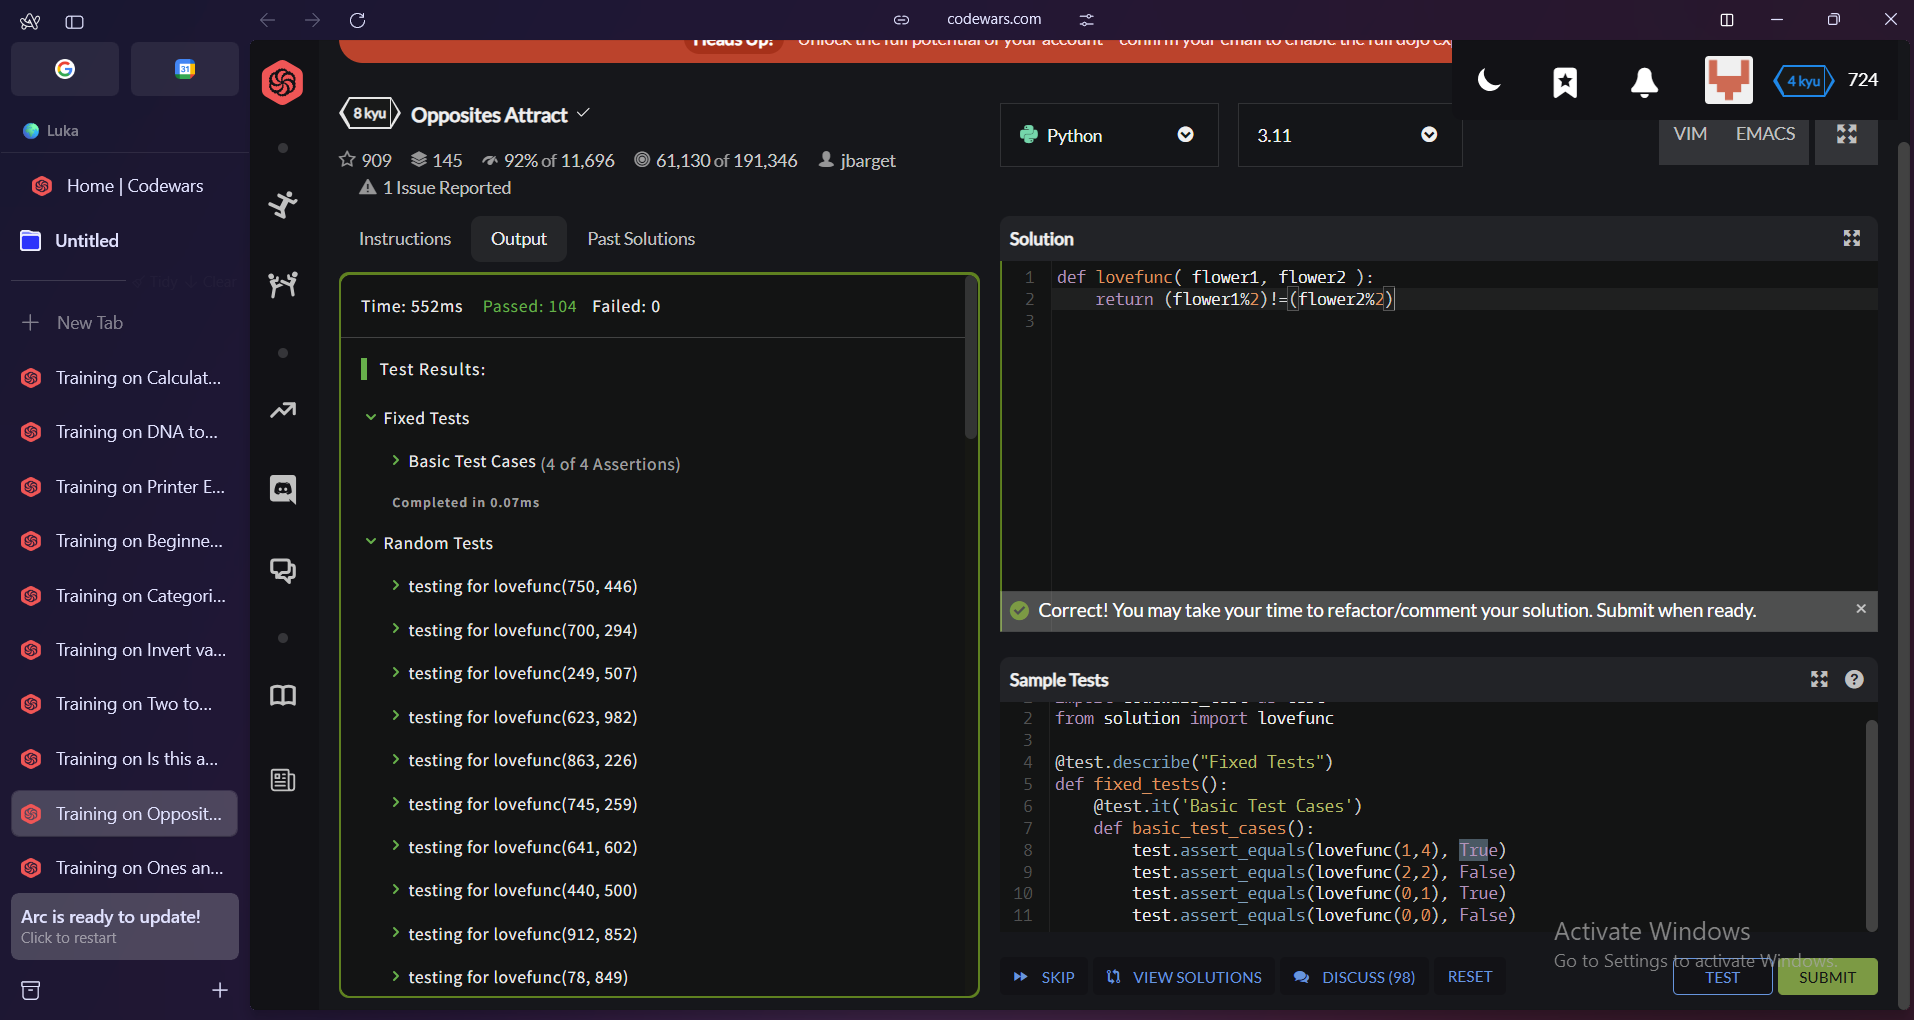 codewars.com
Luka
Home | Codewars
Untitled
Tidy
Clear
New Tab
Training on Calculat...
Training on DNA to...
Training on Printer E...
Training on Beginne...
Training on Categori...
Training on Invert va...
Training on Two to...
Training on Is this a...
Training on Opposit...
Training on Ones an...
Arc is ready to update!
Click to restart
31
Heads Up! Unlock the full potential of your account confirm your email to enable the full dojo ex
4 kyu 724
8 kyu Opposites Attract
909 145 92% of 11,696 61,130 of 191,346 jbarget
1 Issue Reported
Python
3.11
VIM EMACS
Instructions Output Past Solutions
Time: 552ms Passed: 104 Failed: 0
Test Results:
Fixed Tests
Basic Test Cases (4 of 4 Assertions)
Completed in 0.07ms
Random Tests
testing for lovefunc(750, 446)
testing for lovefunc(700, 294)
testing for lovefunc(249, 507)
testing for lovefunc(623, 982)
testing for lovefunc(863, 226)
testing for lovefunc(745, 259)
testing for lovefunc(641, 602)
testing for lovefunc(440, 500)
testing for lovefunc(912, 852)
testing for lovefunc(78, 849)
Solution
1 def lovefunc( flower1, flower2 ):
2     return (flower1%2)!=(flower2%2)
3
Correct! You may take your time to refactor/comment your solution. Submit when ready.
Sample Tests
2 from solution import lovefunc
3
4 @test.describe("Fixed Tests")
5 def fixed_tests():
6     @test.it('Basic Test Cases')
7     def basic_test_cases():
8         test.assert_equals(lovefunc(1,4), True)
9         test.assert_equals(lovefunc(2,2), False)
10         test.assert_equals(lovefunc(0,1), True)
11         test.assert_equals(lovefunc(0,0), False)
Activate Windows
Go to Settings to activate Windows.
SKIP VIEW SOLUTIONS DISCUSS (98) RESET TEST SUBMIT